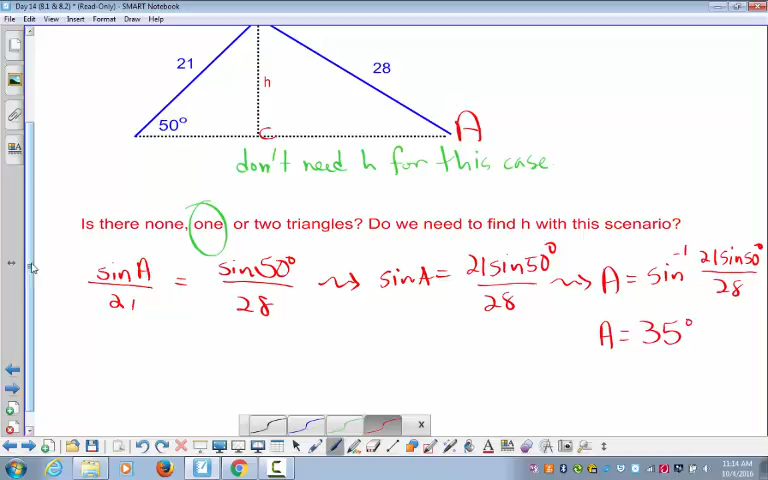 Day 14 (8.1 & 8.2) * [Read-Only] - SMART Notebook
File Edit View Insert Format Draw Help
21
28
h
50°
C
A
don't need h for this case
Is there none, one or two triangles? Do we need to find h with this scenario?
sinA/21 = sin50°/28 ⇝ sinA = 21sin50°/28 ⇝ A = sin⁻¹ 21sin50°/28
A = 35°
x
A
11:14 AM
10/4/2016